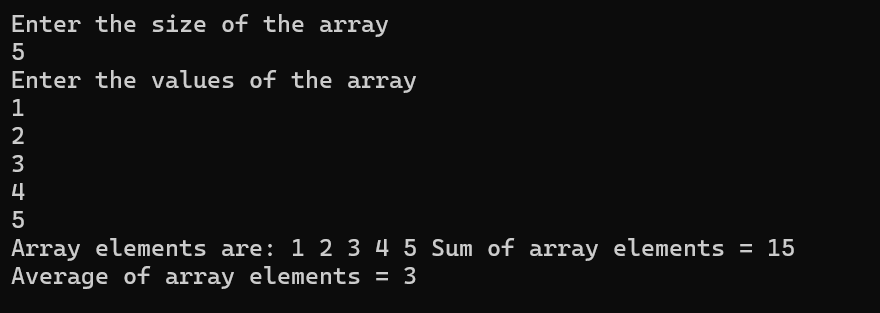 Enter the size of the array
5
Enter the values of the array
1
2
3
4
5
Array elements are: 1 2 3 4 5 Sum of array elements = 15
Average of array elements = 3